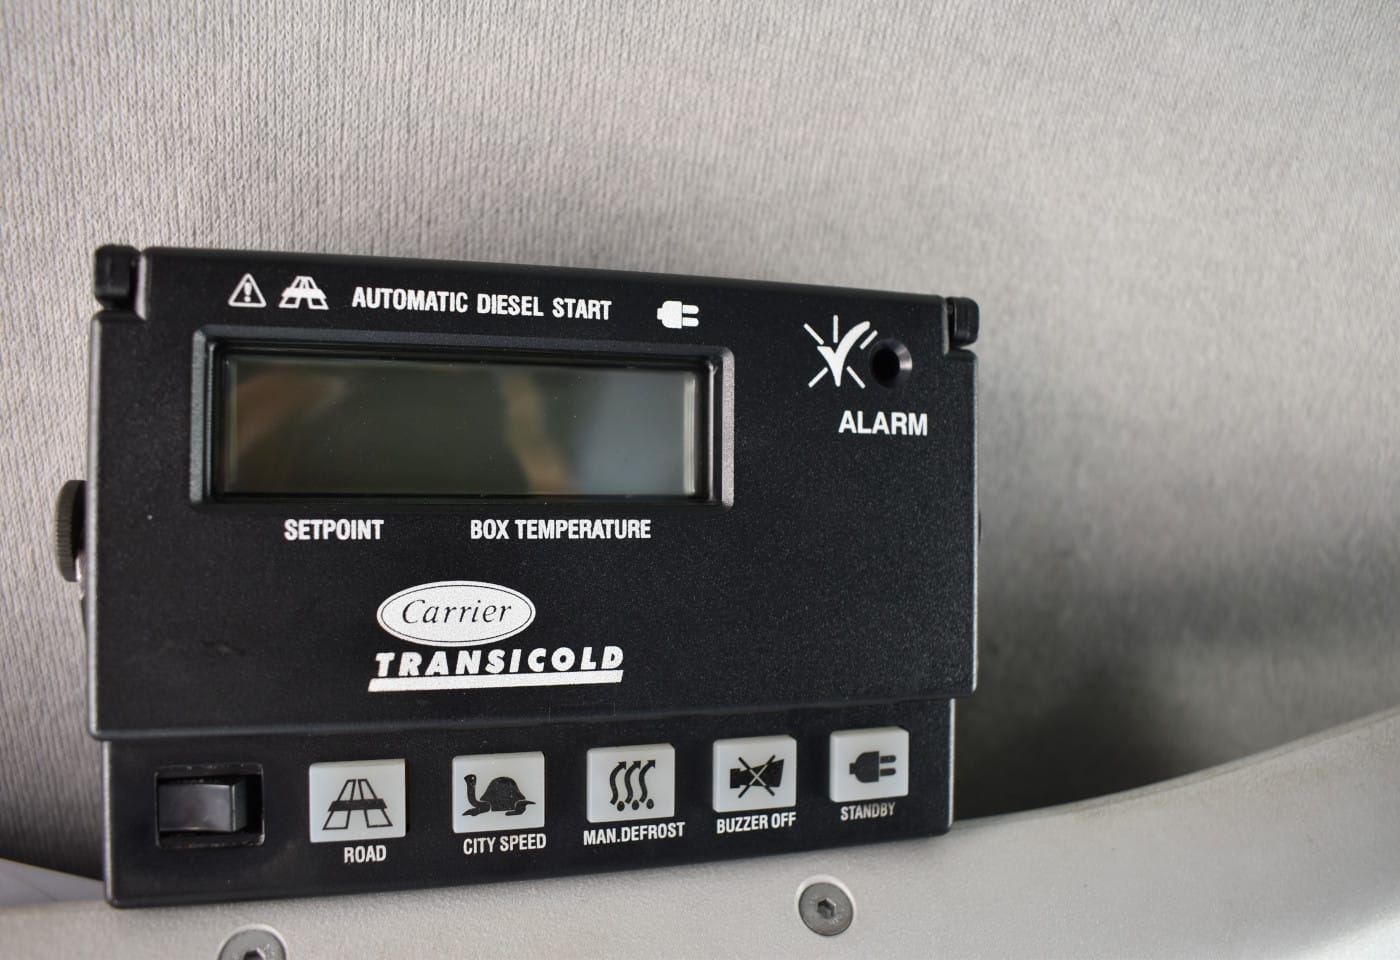 AUTOMATIC DIESEL START
ALARM
SETPOINT BOX TEMPERATURE
Carrier
TRANSICOLD
ROAD CITY SPEED MAN.DEFROST BUZZER OFF STANDBY